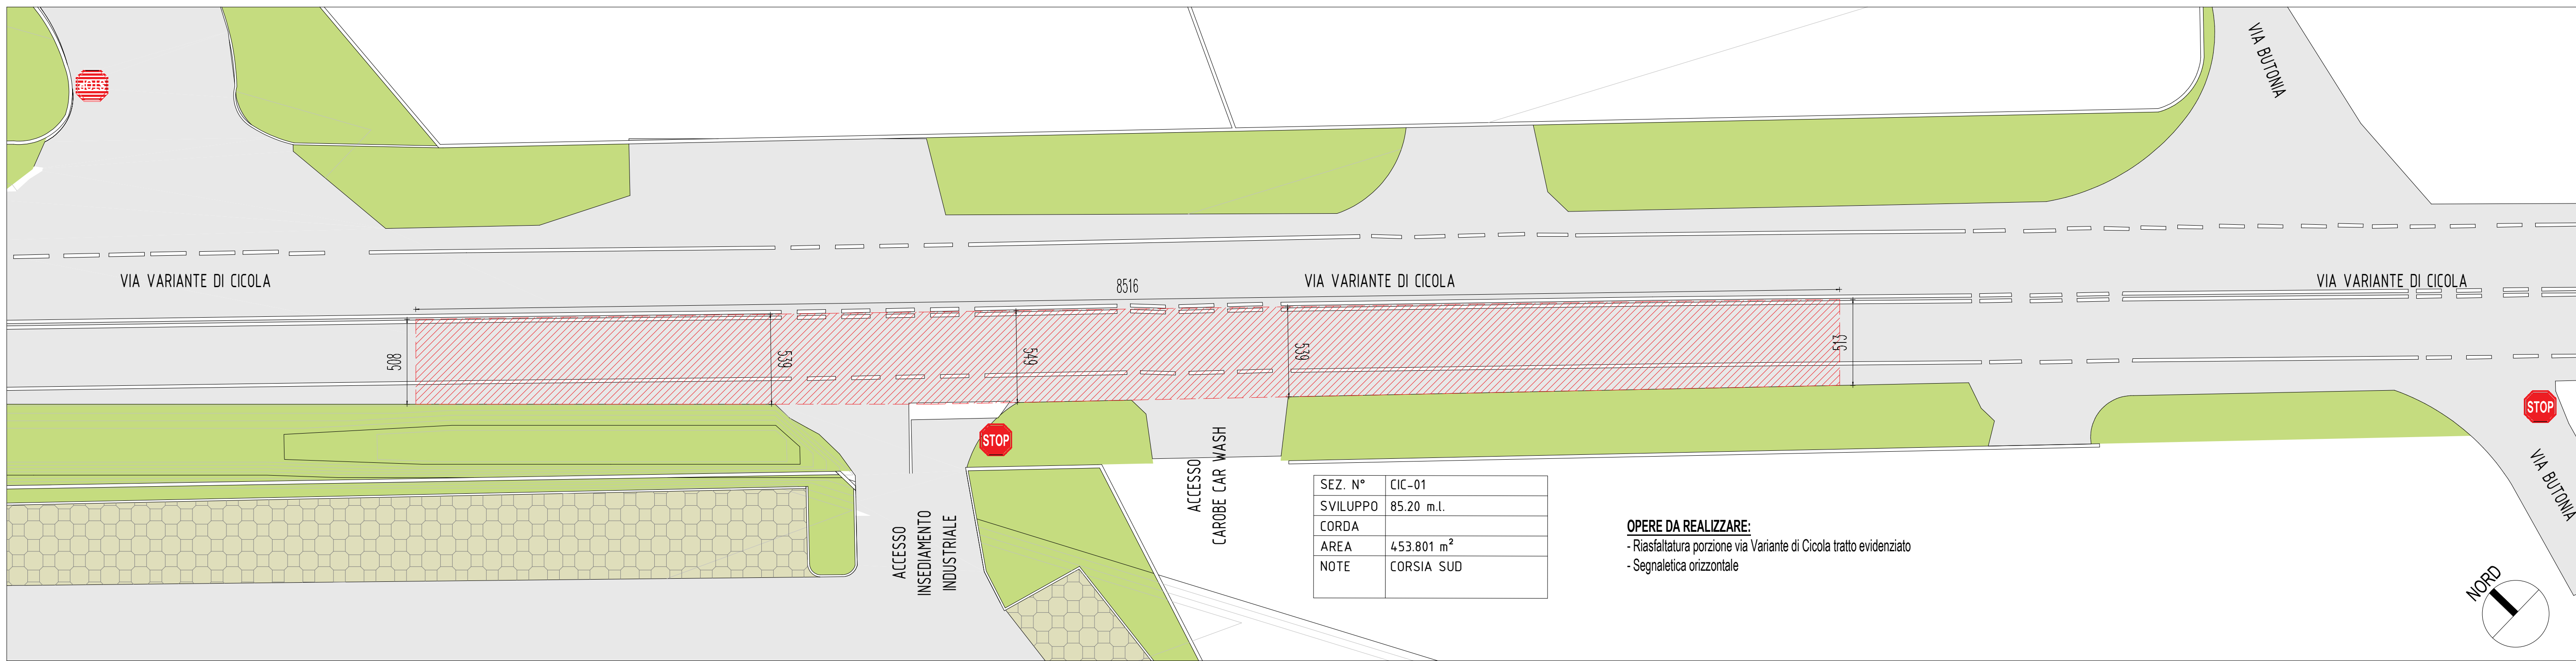 VIA BUTONIA
STOP
VIA VARIANTE DI CICOLA
8516
VIA VARIANTE DI CICOLA
VIA VARIANTE DI CICOLA
508
539
549
539
513
STOP
STOP
ACCESSO
INSEDIAMENTO
INDUSTRIALE
ACCESSO
CAROBE CAR WASH
SEZ. N° CIC-01
SVILUPPO 85.20 m.l.
CORDA
AREA 453.801 m²
NOTE CORSIA SUD
OPERE DA REALIZZARE:
- Riasfaltatura porzione via Variante di Cicola tratto evidenziato
- Segnaletica orizzontale
VIA BUTONIA
NORD